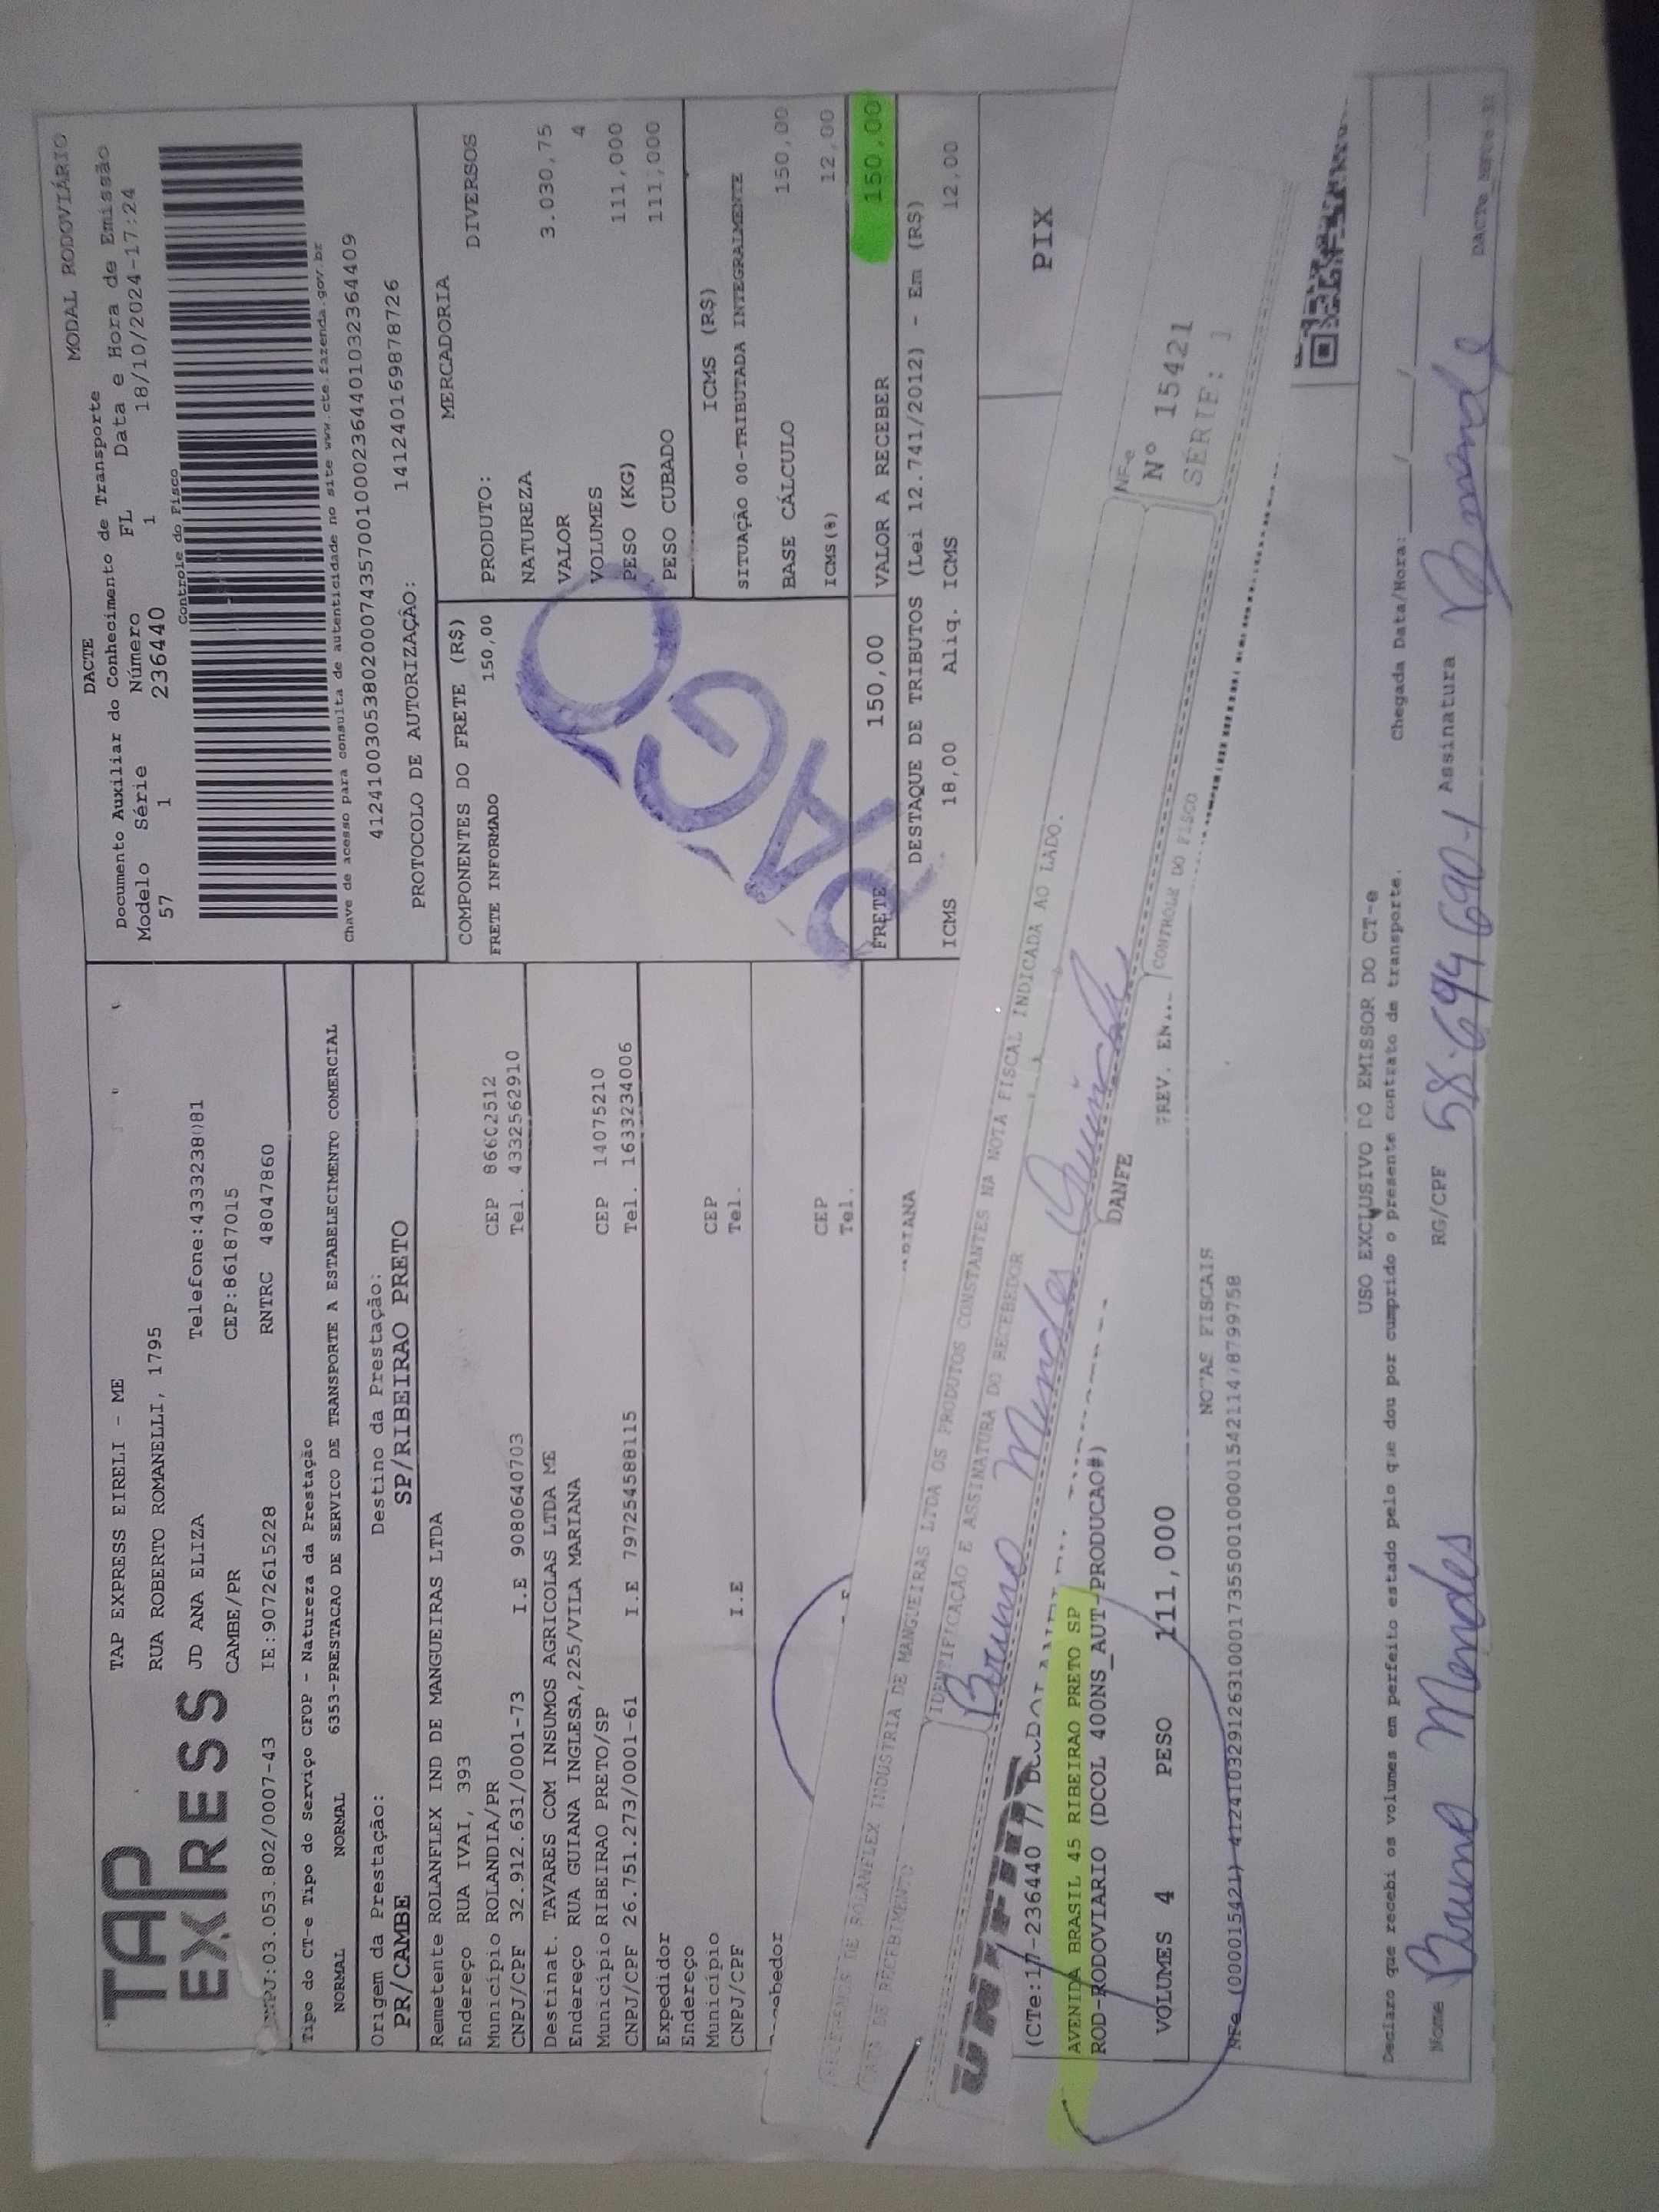 TAP EXPRESS
TAP EXPRESS EIRELI - ME
RUA ROBERTO ROMANELLI, 1795
JD ANA ELIZA Telefone:4333238081
CAMBE/PR CEP:86187015
CNPJ:03.053.802/0007-43 IE:9072615228 RNTRC 48047860
MODAL RODOVIÁRIO
DACTE
Documento Auxiliar do Conhecimento de Transporte
Modelo Série Número FL Data e Hora de Emissão
57 1 236440 1 18/10/2024-17:24
Controle do Fisco
Chave de acesso para consulta de autenticidade no site www.cte.fazenda.gov.br
41241003053802000743570010002364401032364409
PROTOCOLO DE AUTORIZAÇÃO: 141240169878726
Tipo do CT-e Tipo do Serviço CFOP - Natureza da Prestação
NORMAL NORMAL 6353-PRESTACAO DE SERVICO DE TRANSPORTE A ESTABELECIMENTO COMERCIAL
Origem da Prestação: Destino da Prestação:
PR/CAMBE SP/RIBEIRAO PRETO
Remetente ROLANFLEX IND DE MANGUEIRAS LTDA
Endereço RUA IVAI, 393
Município ROLANDIA/PR CEP 86602512
CNPJ/CPF 32.912.631/0001-73 I.E 9080640703 Tel. 4332562910
Destinat. TAVARES COM INSUMOS AGRICOLAS LTDA ME
Endereço RUA GUIANA INGLESA,225/VILA MARIANA
Município RIBEIRAO PRETO/SP CEP 14075210
CNPJ/CPF 26.751.273/0001-61 I.E 797254588115 Tel. 1633234006
Expedidor
Endereço
Município CEP
CNPJ/CPF I.E Tel.
CEP
Tel.
COMPONENTES DO FRETE (R$)
FRETE INFORMADO 150,00
PAGO
FRETE 150,00
MERCADORIA
PRODUTO: DIVERSOS
NATUREZA
VALOR 3.030,75
VOLUMES 4
PESO (KG) 111,000
PESO CUBADO 111,000
ICMS (R$)
SITUAÇÃO 00-TRIBUTADA INTEGRALMENTE
BASE CÁLCULO 150,00
ICMS(%) 12,00
VALOR A RECEBER 150,00
DESTAQUE DE TRIBUTOS (Lei 12.741/2012) - Em (R$)
ICMS 18,00 Aliq. ICMS 12,00
PIX
RECEBEMOS DE ROLANFLEX INDUSTRIA DE MANGUEIRAS LTDA OS PRODUTOS CONSTANTES NA NOTA FISCAL INDICADA AO LADO.
DATA DE RECEBIMENTO IDENTIFICAÇÃO E ASSINATURA DO RECEBEDOR
Bruno Mendes
NF-e
Nº 15421
SÉRIE: 1
DANFE
CONTROLE DO FISCO
(CTe:17-236440 //
AVENIDA BRASIL 45 RIBEIRAO PRETO SP
ROD-RODOVIARIO (DCOL 400NS_AUT-PRODUCAO#)
VOLUMES 4 PESO 111,000
PREV.
NOTAS FISCAIS
NFe (000015421) 41241032912631000173550010000154211487​99758
USO EXCLUSIVO DO EMISSOR DO CT-e
Declaro que recebi os volumes em perfeito estado pelo que dou por cumprido o presente contrato de transporte. Chegada Data/Hora: ___/___/___
Nome Bruno Mendes RG/CPF 58.694.690-1 Assinatura